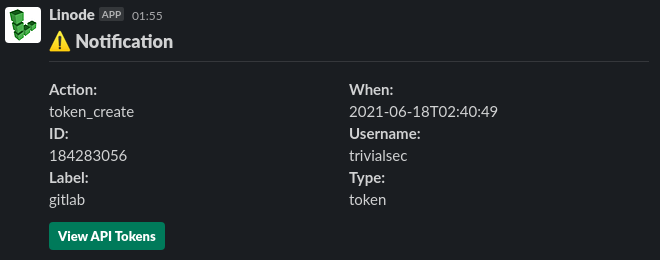 Linode APP 01:55
⚠️ Notification
Action: When:
token_create 2021-06-18T02:40:49
ID: Username:
184283056 trivialsec
Label: Type:
gitlab token
View API Tokens